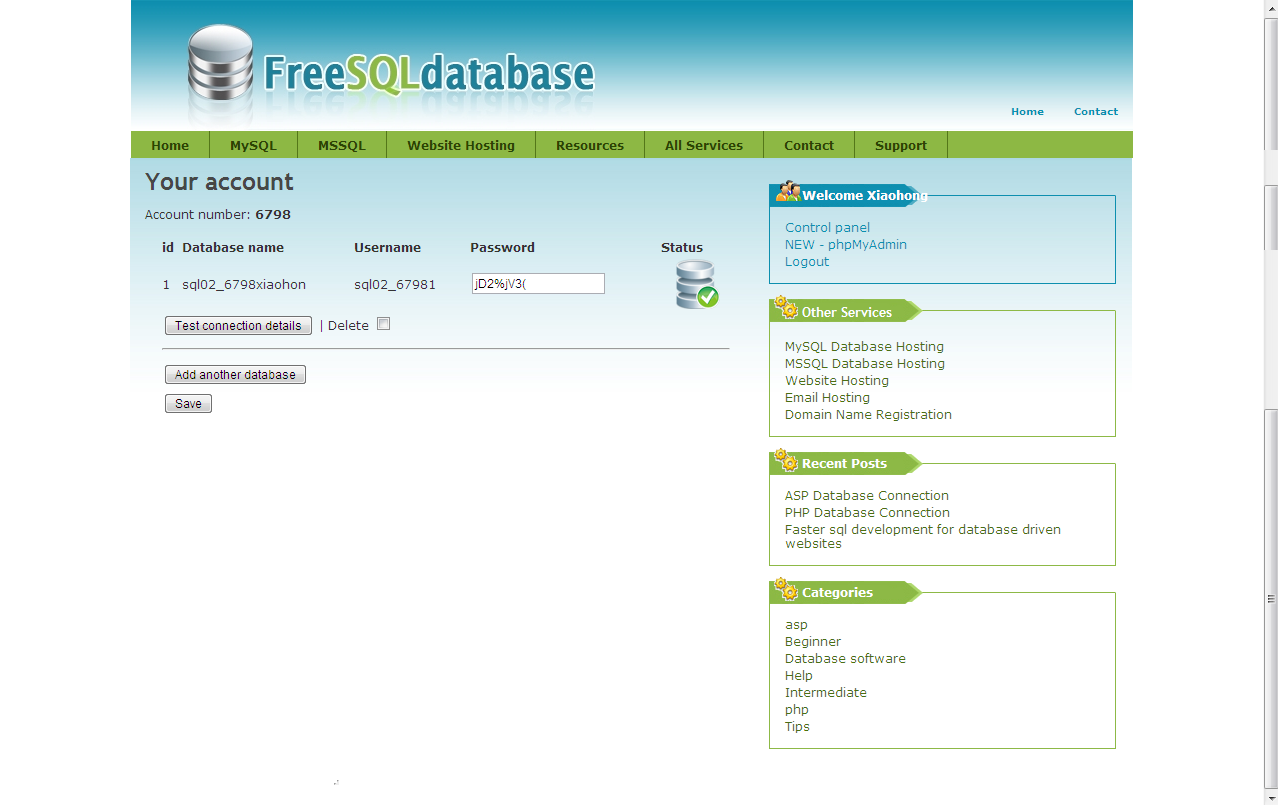 FreeSQLdatabase
Home Contact
Home MySQL MSSQL Website Hosting Resources All Services Contact Support
Your account
Account number: 6798
id Database name Username Password Status
1 sql02_6798xiaohon sql02_67981 jD2%jV3(
Test connection details | Delete
Add another database
Save
Welcome Xiaohong
Control panel
NEW - phpMyAdmin
Logout
Other Services
MySQL Database Hosting
MSSQL Database Hosting
Website Hosting
Email Hosting
Domain Name Registration
Recent Posts
ASP Database Connection
PHP Database Connection
Faster sql development for database driven
websites
Categories
asp
Beginner
Database software
Help
Intermediate
php
Tips